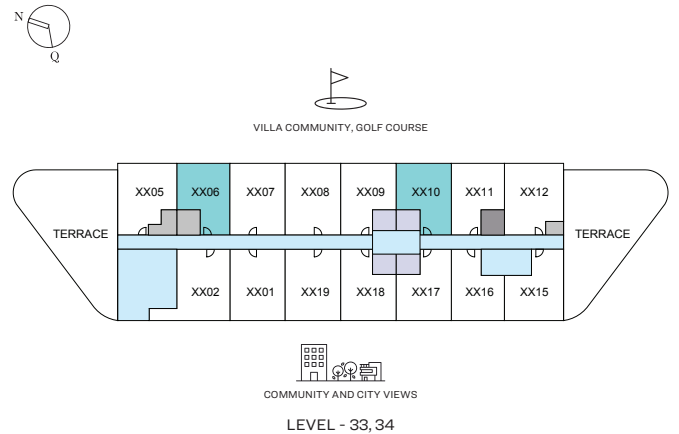 N
Q
VILLA COMMUNITY, GOLF COURSE
XX05 XX06 XX07 XX08 XX09 XX10 XX11 XX12
TERRACE TERRACE
XX02 XX01 XX19 XX18 XX17 XX16 XX15
COMMUNITY AND CITY VIEWS
LEVEL - 33, 34